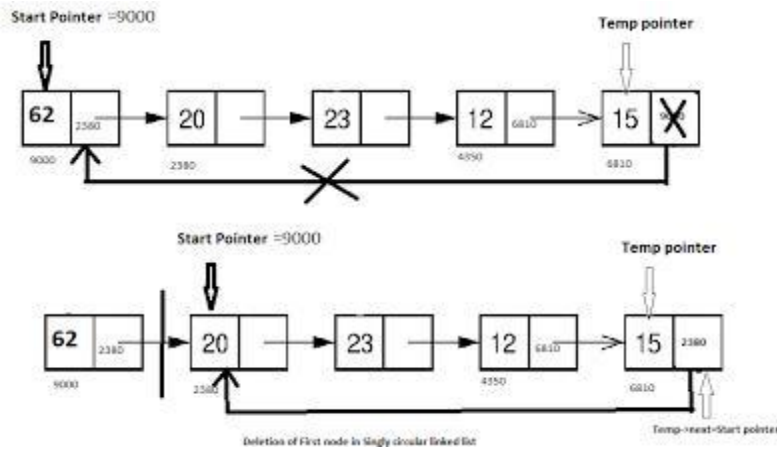 Start Pointer =9000
Temp pointer
62 2380 20 23 12 6810 15
9000 2380 4350 6810
Start Pointer =9000
Temp pointer
62 2380 20 23 12 6810 15 2380
9000 2380 4350 6810
Temp->next=Start pointer
Deletion of First node in Singly circular linked list